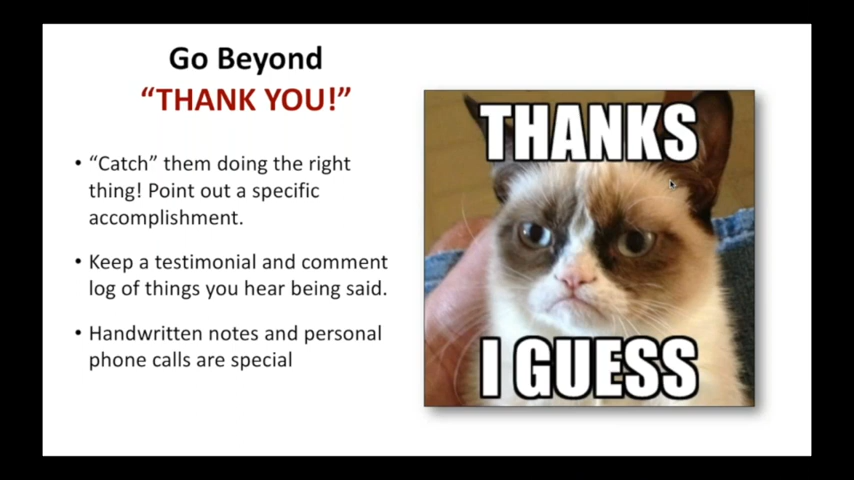 Go Beyond
“THANK YOU!”
• “Catch” them doing the right
thing! Point out a specific
accomplishment.
• Keep a testimonial and comment
log of things you hear being said.
• Handwritten notes and personal
phone calls are special
THANKS
I GUESS